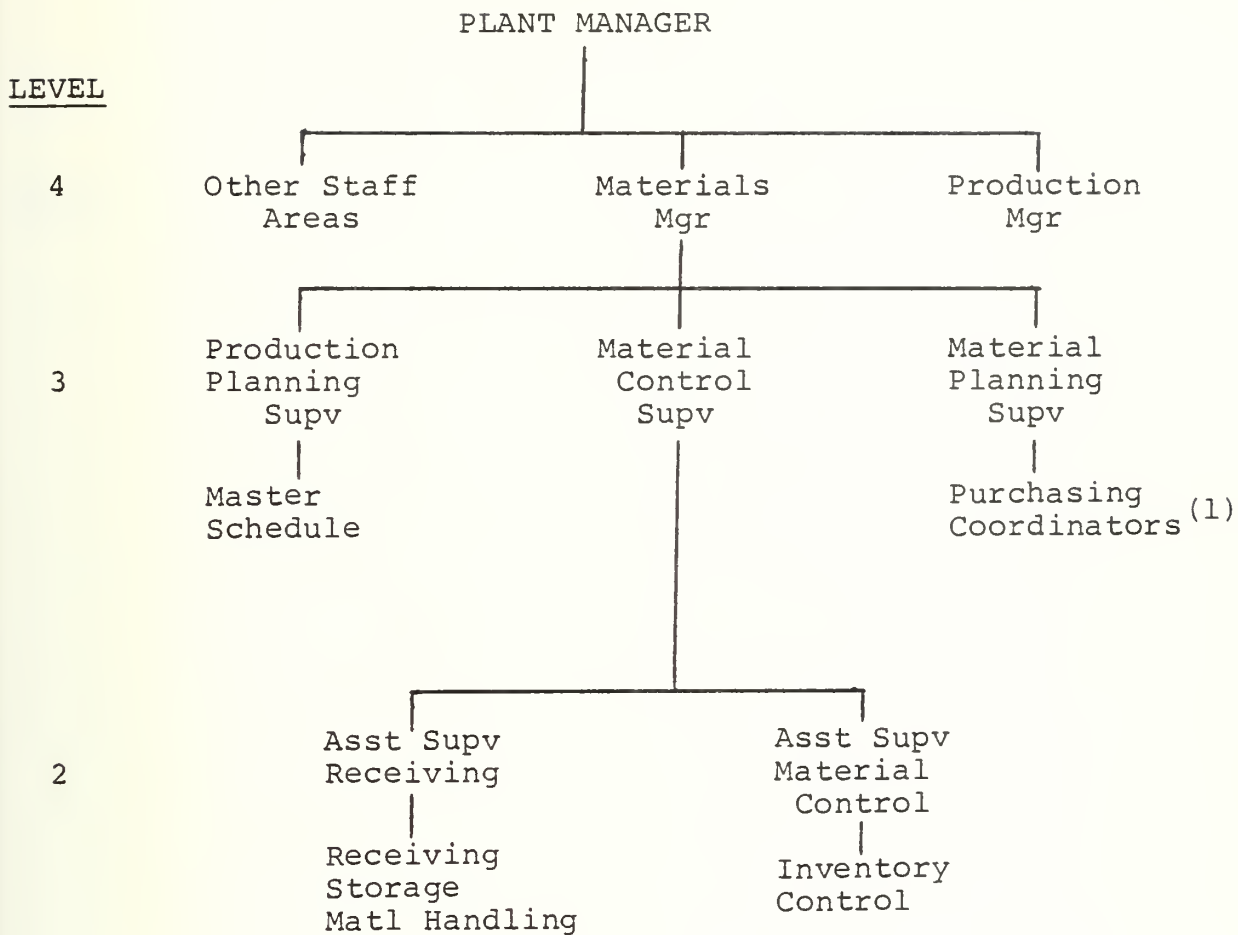 PLANT MANAGER
LEVEL
4
Other Staff
Areas
Materials
Mgr
Production
Mgr
3
Production
Planning
Supv
Material
Control
Supv
Material
Planning
Supv
Master
Schedule
Purchasing
Coordinators (1)
2
Asst Supv
Receiving
Asst Supv
Material
Control
Receiving
Storage
Matl Handling
Inventory
Control